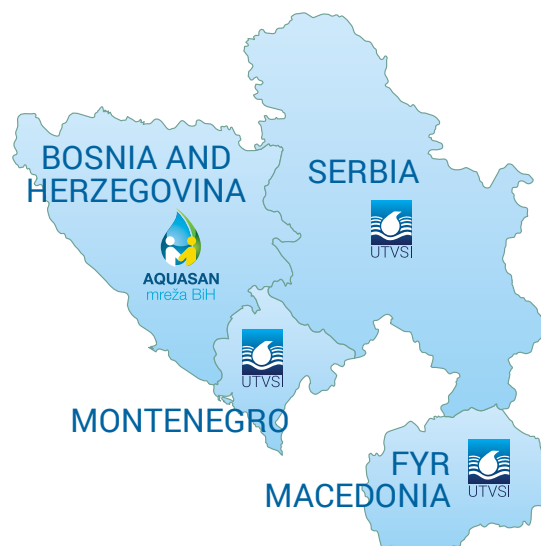 BOSNIA AND
HERZEGOVINA
AQUASAN
mreža BiH
SERBIA
UTVSI
UTVSI
MONTENEGRO
FYR
MACEDONIA
UTVSI